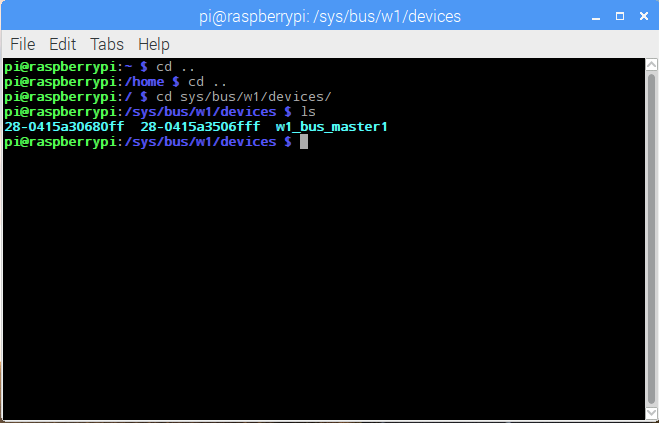 pi@raspberrypi: /sys/bus/w1/devices
File Edit Tabs Help
pi@raspberrypi:~ $ cd ..
pi@raspberrypi:/home $ cd ..
pi@raspberrypi:/ $ cd sys/bus/w1/devices/
pi@raspberrypi:/sys/bus/w1/devices $ ls
28-0415a30680ff  28-0415a3506fff  w1_bus_master1
pi@raspberrypi:/sys/bus/w1/devices $